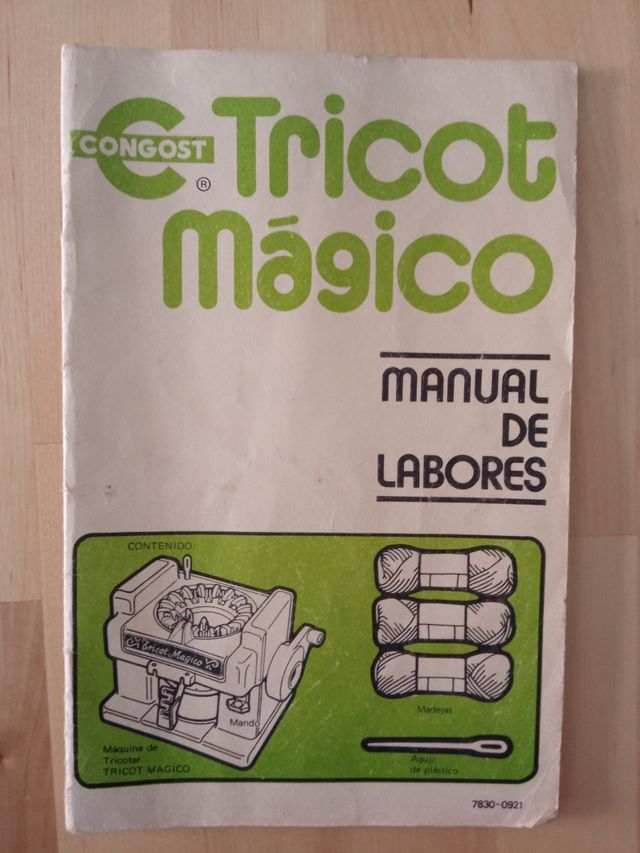 CONGOST
®
Tricot
Mágico
MANUAL
DE
LABORES
CONTENIDO
Tricot Magico
Mando
Madejas
Máquina de
Tricotar
TRICOT MAGICO
Aguja
de plástico
7830-0921